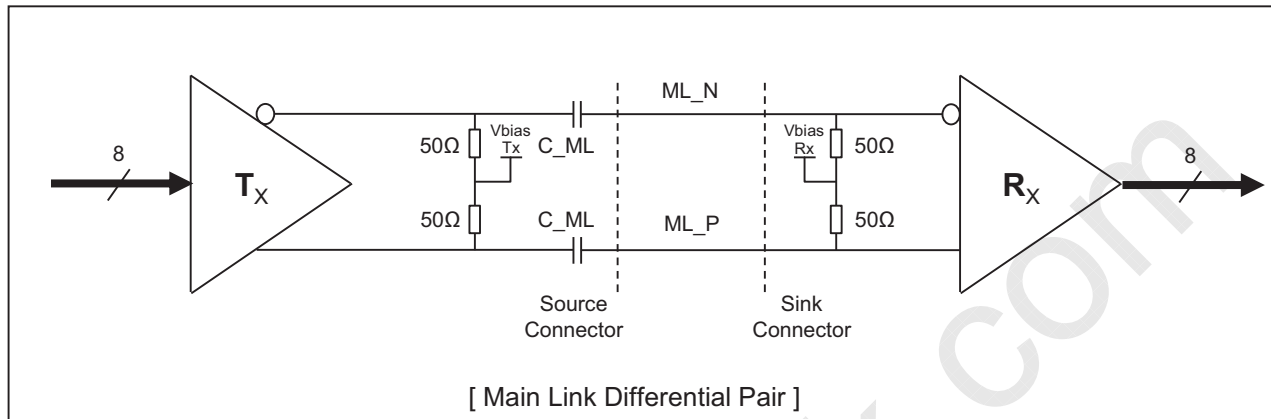 ML_N
8
50Ω
Vbias
Tx
C_ML
Vbias
Rx
50Ω
8
TX
RX
50Ω
C_ML
ML_P
50Ω
Source
Connector
Sink
Connector
[ Main Link Differential Pair ]
com